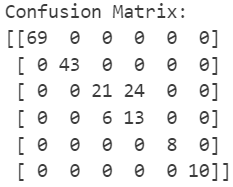 Confusion Matrix:
[[69  0  0  0  0  0]
 [ 0 43  0  0  0  0]
 [ 0  0 21 24  0  0]
 [ 0  0  6 13  0  0]
 [ 0  0  0  0  8  0]
 [ 0  0  0  0  0 10]]